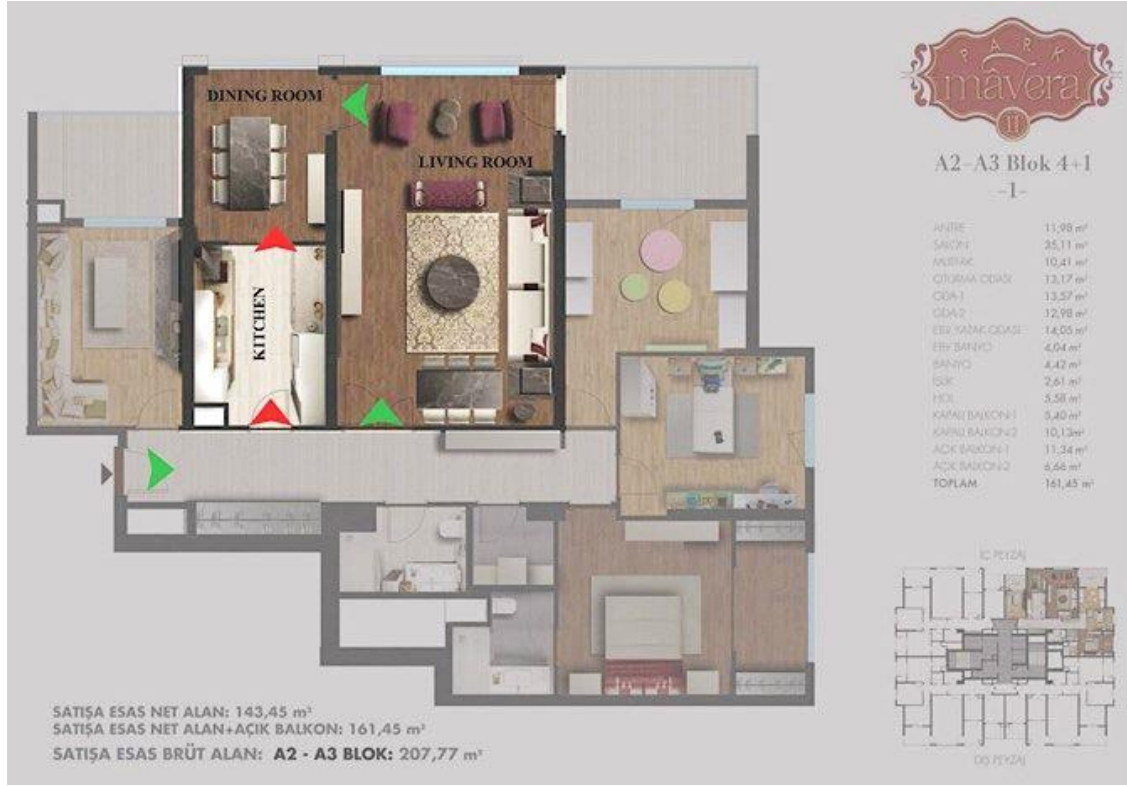 PARK
mâvera
II
A2-A3 Blok 4+1
-1-
ANTRE 11,98 m²
SALON 35,11 m²
MUTFAK 10,41 m²
OTURMA ODASI 13,17 m²
ODA-1 13,57 m²
ODA-2 12,98 m²
EBV. YATAK ODASI 14,05 m²
EBV BANYO 4,04 m²
BANYO 4,42 m²
2,61 m²
HOL 5,58 m²
KAPALI BALKON-1 5,40 m²
KAPALI BALKON-2 10,13m²
AÇIK BALKON-1 11,34 m²
AÇIK BALKON-2 6,66 m²
TOPLAM 161,45 m²
DINING ROOM
LIVING ROOM
KITCHEN
İÇ PEYZAJ
DIŞ PEYZAJ
SATIŞA ESAS NET ALAN: 143,45 m²
SATIŞA ESAS NET ALAN+AÇIK BALKON: 161,45 m²
SATIŞA ESAS BRÜT ALAN: A2 - A3 BLOK: 207,77 m²